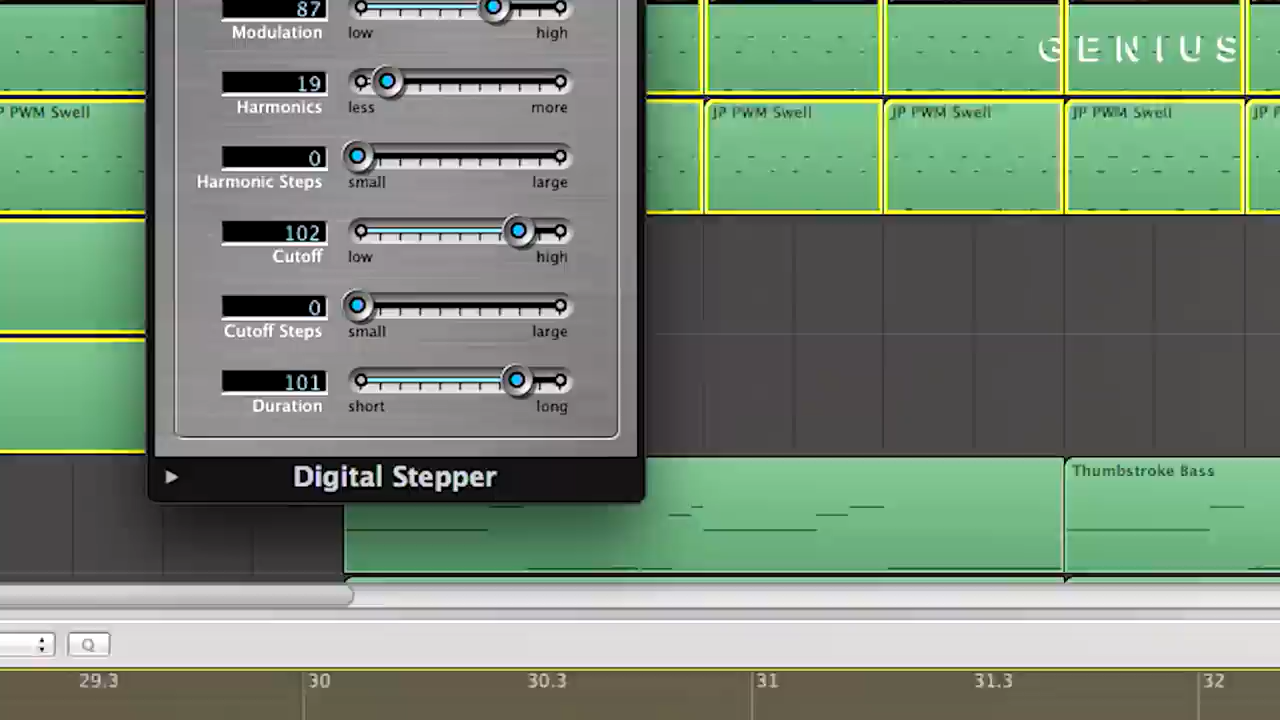 87
Modulation low high
GENIUS
19
Harmonics less more
P PWM Swell JP PWM Swell JP PWM Swell JP PWM Swell JP P
0
Harmonic Steps small large
102
Cutoff low high
0
Cutoff Steps small large
101
Duration short long
Digital Stepper
Thumbstroke Bass
Q
29.3 30 30.3 31 31.3 32